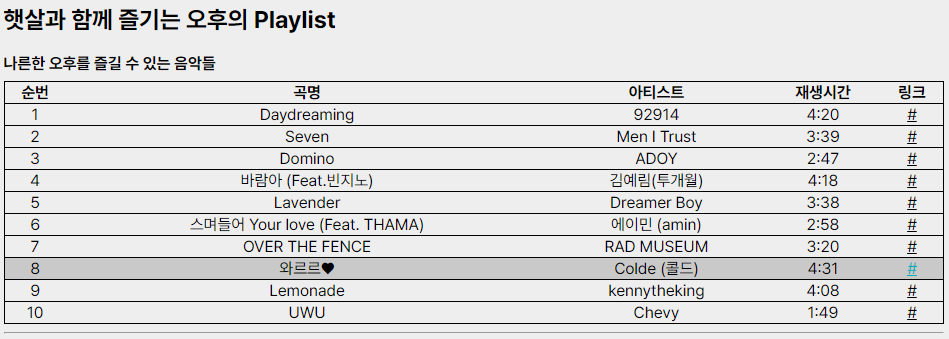 햇살과 함께 즐기는 오후의 Playlist
나른한 오후를 즐길 수 있는 음악들
순번 곡명 아티스트 재생시간 링크
1 Daydreaming 92914 4:20 #
2 Seven Men I Trust 3:39 #
3 Domino ADOY 2:47 #
4 바람아 (Feat.빈지노) 김예림(투개월) 4:18 #
5 Lavender Dreamer Boy 3:38 #
6 스며들어 Your love (Feat. THAMA) 에이민 (amin) 2:58 #
7 OVER THE FENCE RAD MUSEUM 3:20 #
8 와르르♥ Colde (콜드) 4:31 #
9 Lemonade kennytheking 4:08 #
10 UWU Chevy 1:49 #